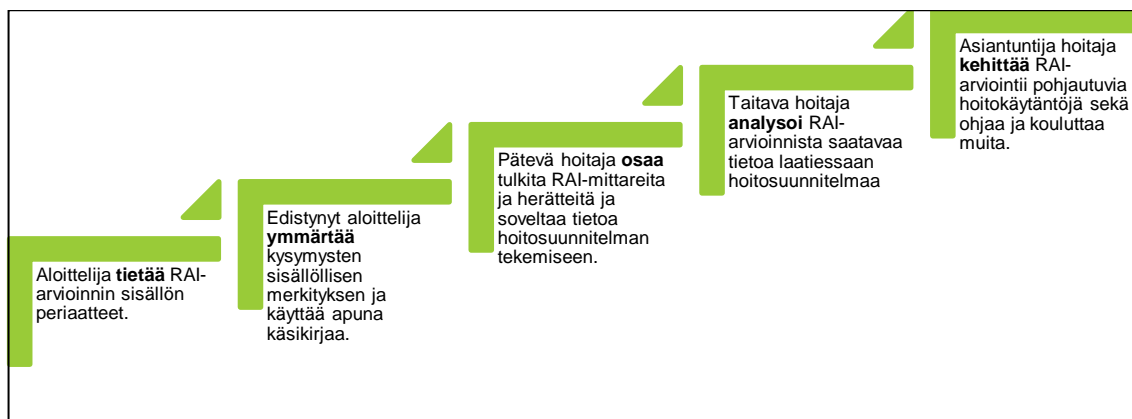 Aloittelija tietää RAI-
arvioinnin sisällön
periaatteet.
Edistynyt aloittelija
ymmärtää
kysymysten
sisällöllisen
merkityksen ja
käyttää apuna
käsikirjaa.
Pätevä hoitaja osaa
tulkita RAI-mittareita
ja herätteitä ja
soveltaa tietoa
hoitosuunnitelman
tekemiseen.
Taitava hoitaja
analysoi RAI-
arvioinnista saatavaa
tietoa laatiessaan
hoitosuunnitelmaa
Asiantuntija hoitaja
kehittää RAI-
arviointii pohjautuvia
hoitokäytäntöjä sekä
ohjaa ja kouluttaa
muita.